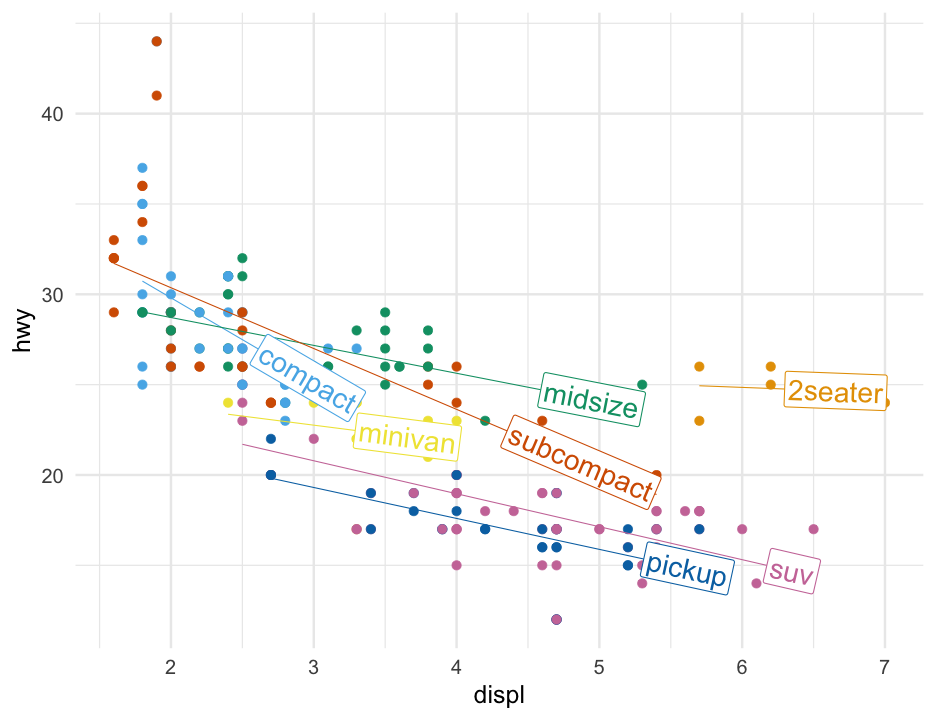 40
30
20
hwy
compact
midsize
2seater
minivan
subcompact
pickup
suv
2
3
4
5
6
7
displ